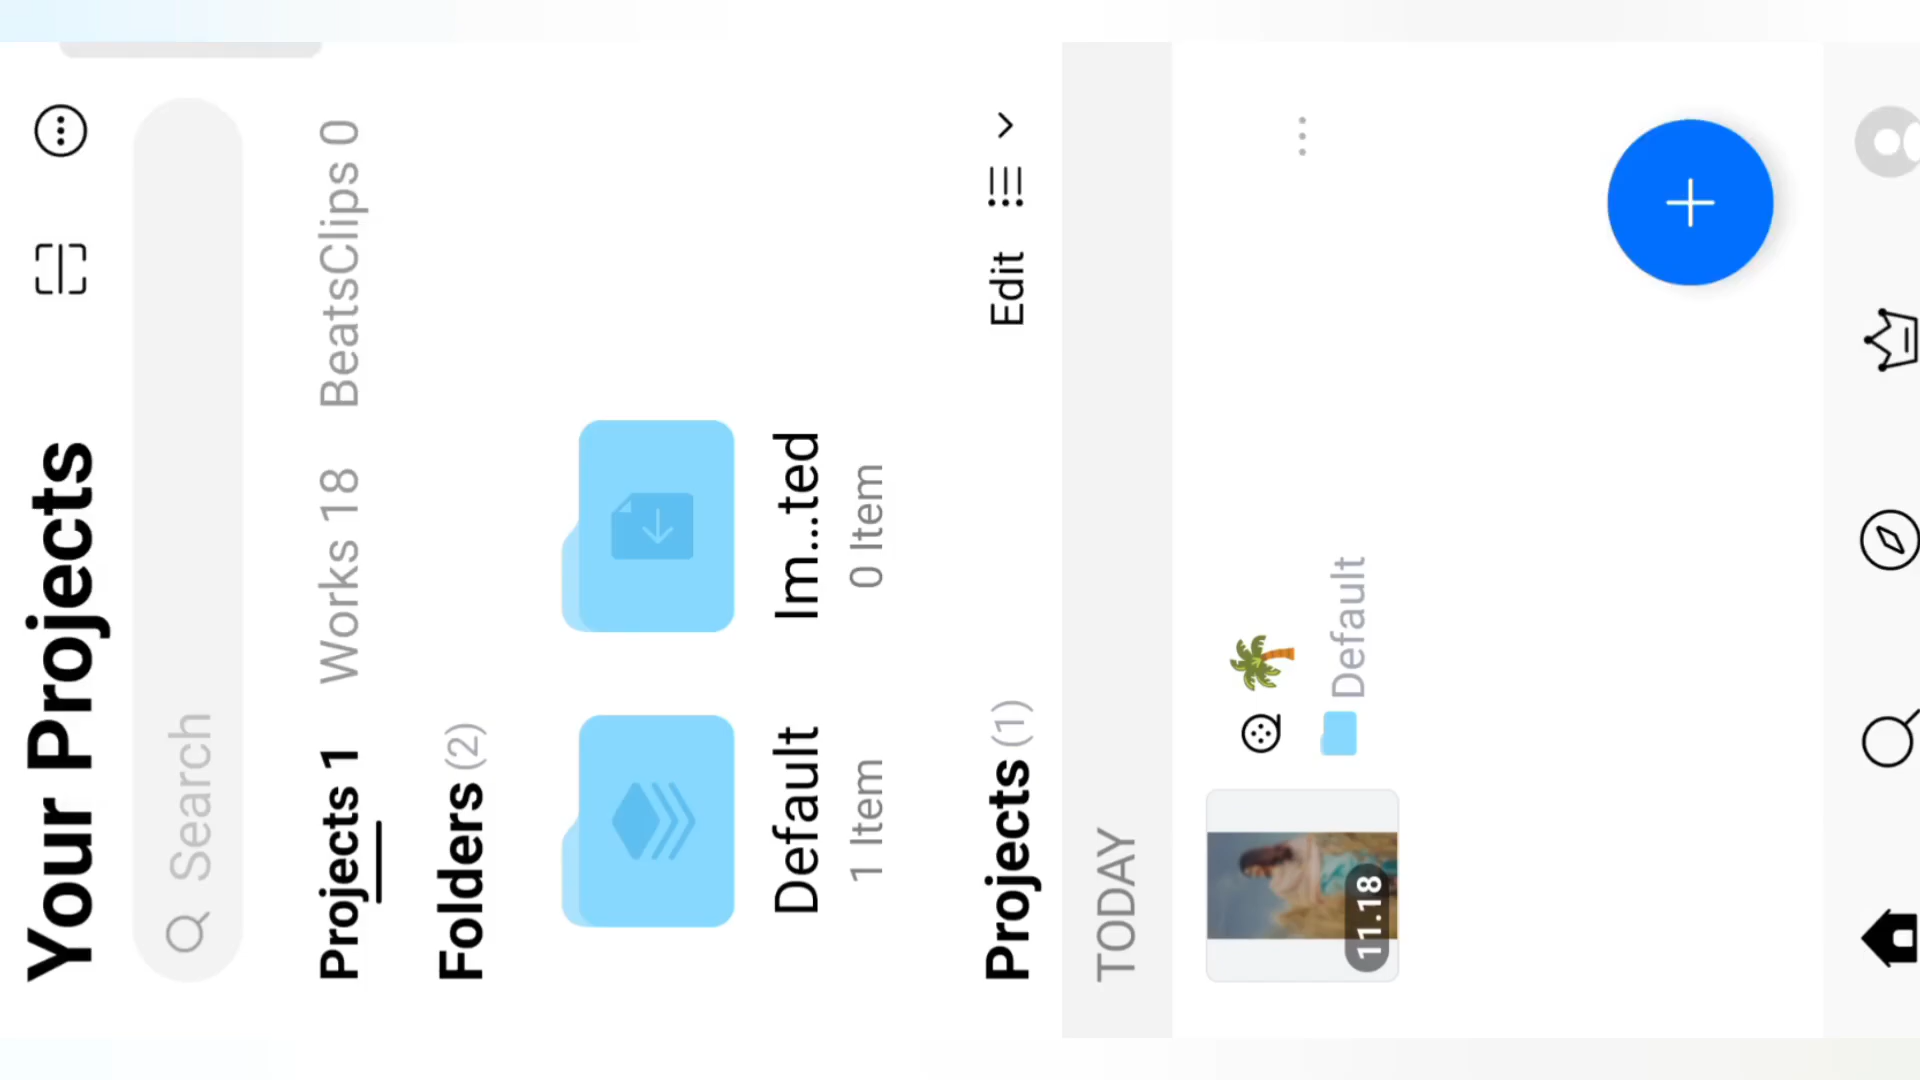 Your Projects
Search
Projects 1 Works 18 BeatsClips 0
Folders (2)
Default Im...ted
1 Item 0 Item
Projects (1) Edit
TODAY
🌴
Default
11.18